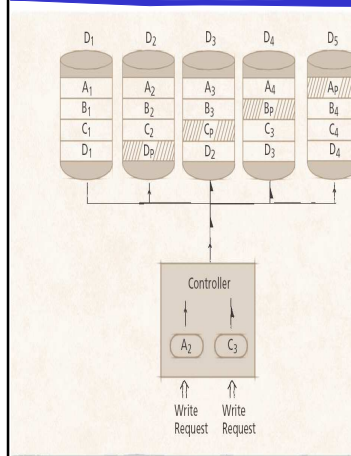 D1 D2 D3 D4 D5
A1 A2 A3 A4 AP
B1 B2 B3 BP B4
C1 C2 CP C3 C4
D1 DP D2 D3 D4
Controller
A2 C3
Write Write
Request Request